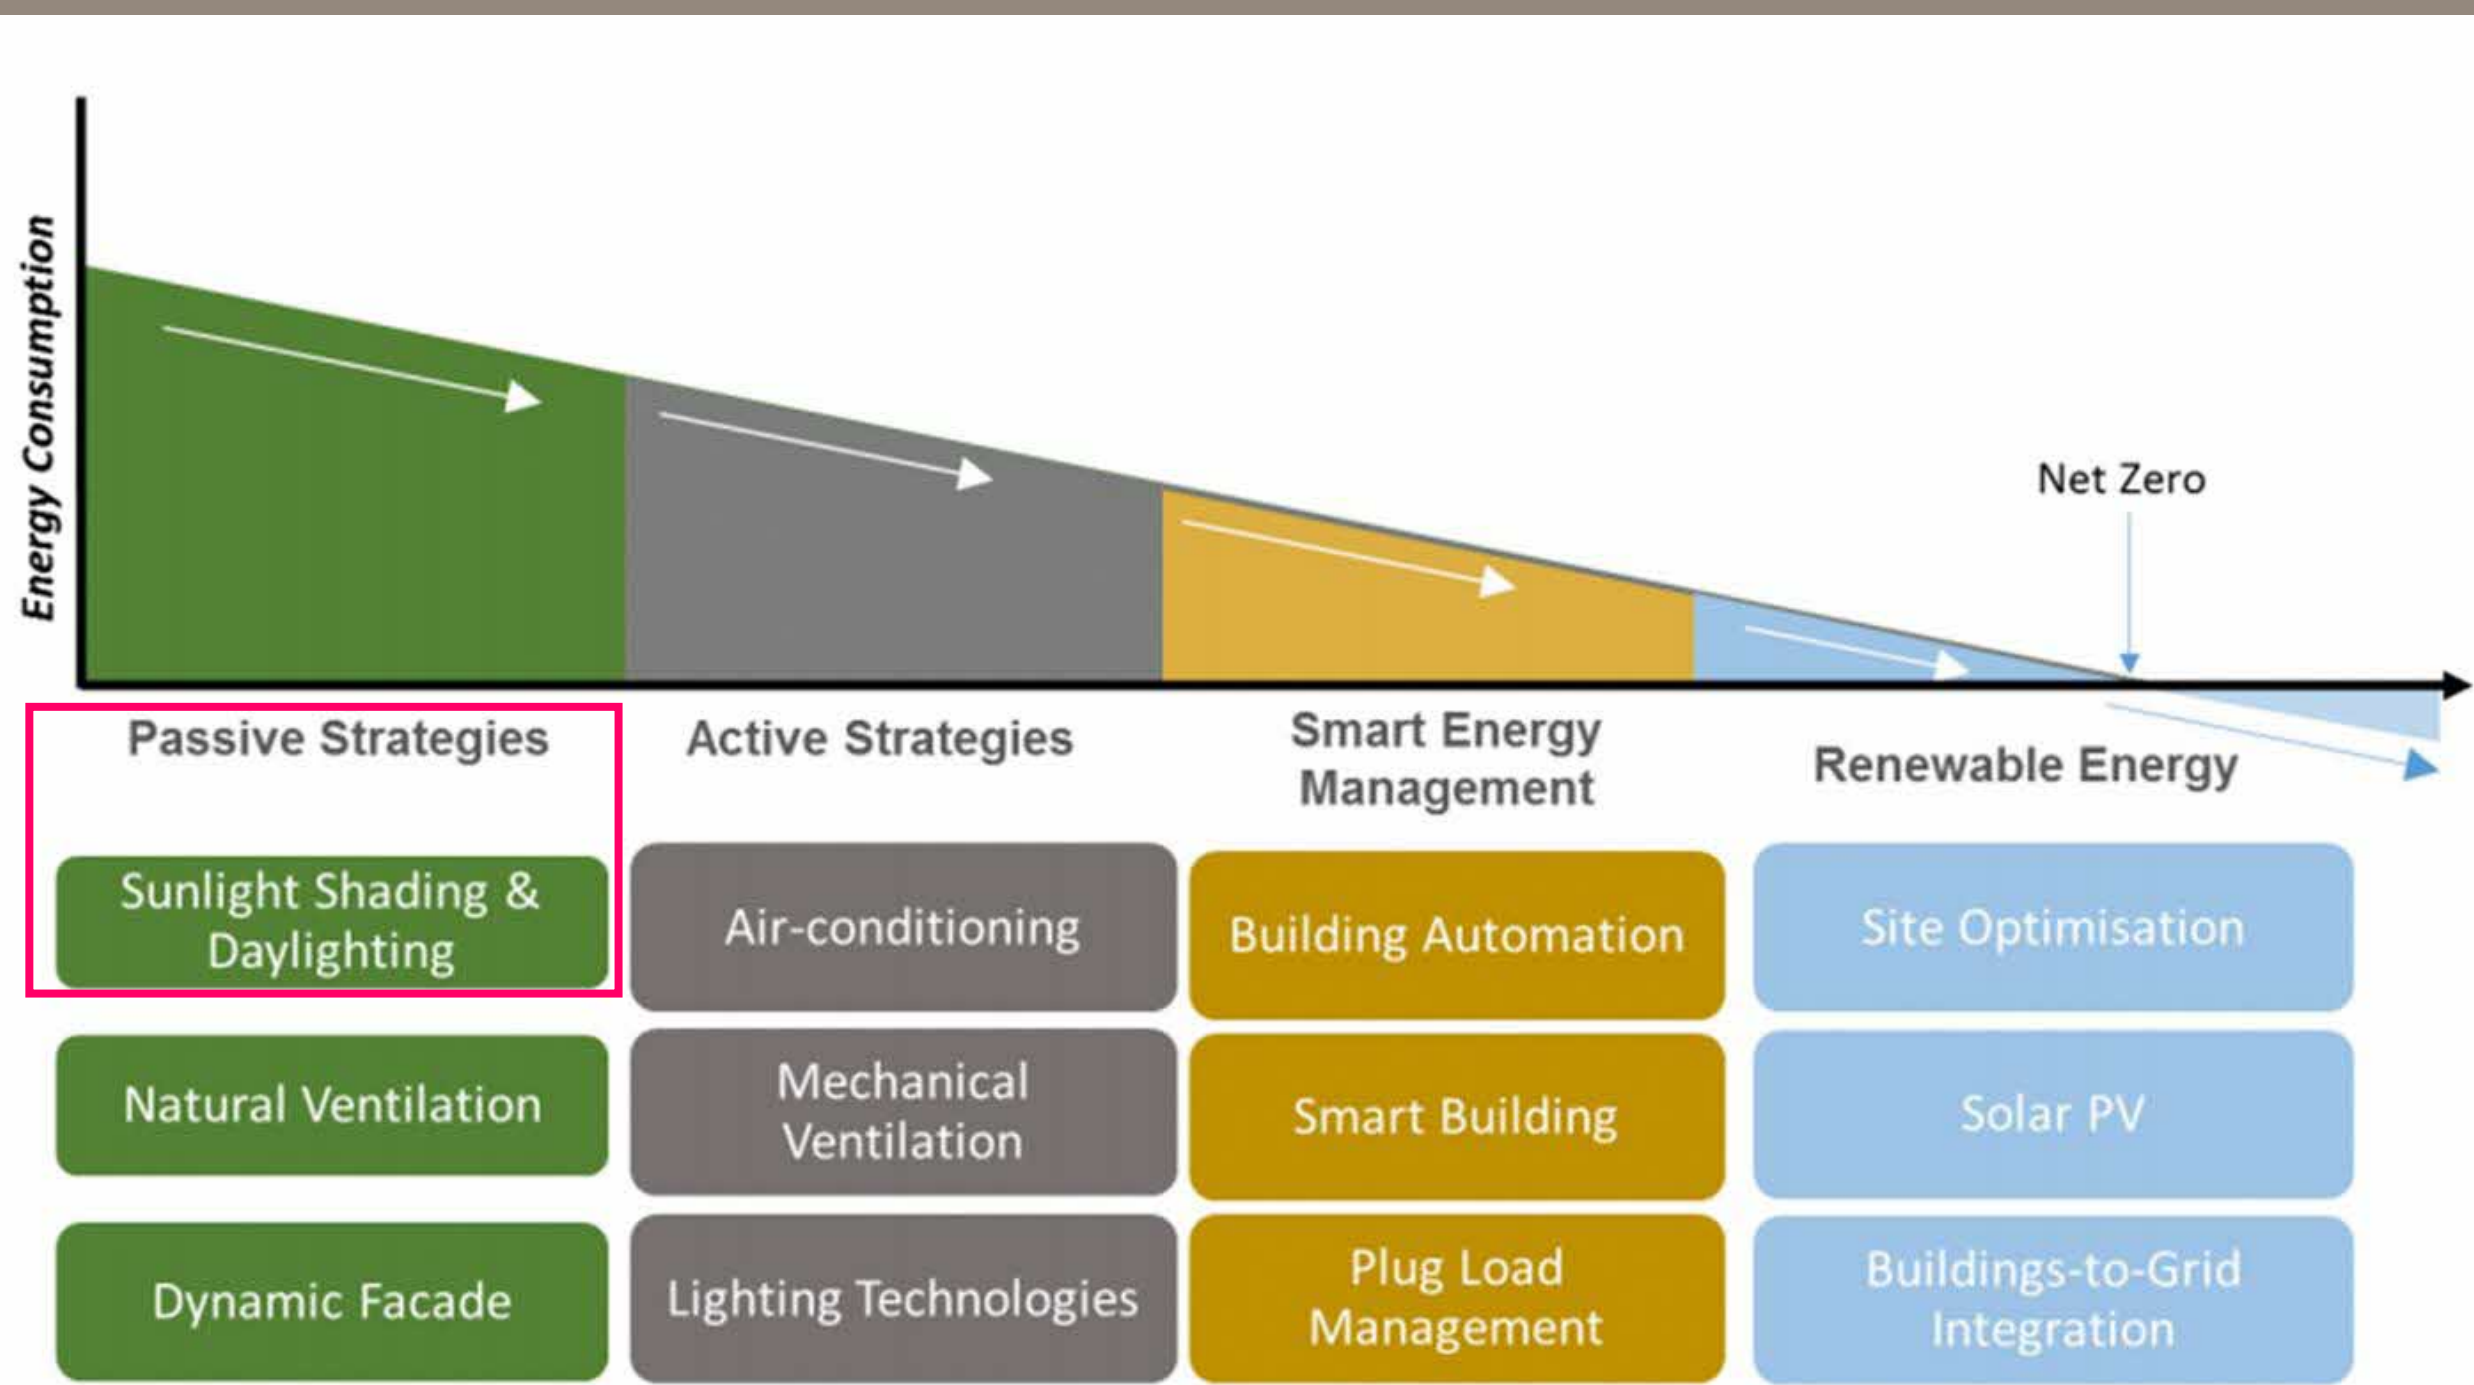 Energy Consumption
Net Zero
Passive Strategies
Active Strategies
Smart Energy
Management
Renewable Energy
Sunlight Shading &
Daylighting
Air-conditioning
Building Automation
Site Optimisation
Natural Ventilation
Mechanical
Ventilation
Smart Building
Solar PV
Dynamic Facade
Lighting Technologies
Plug Load
Management
Buildings-to-Grid
Integration